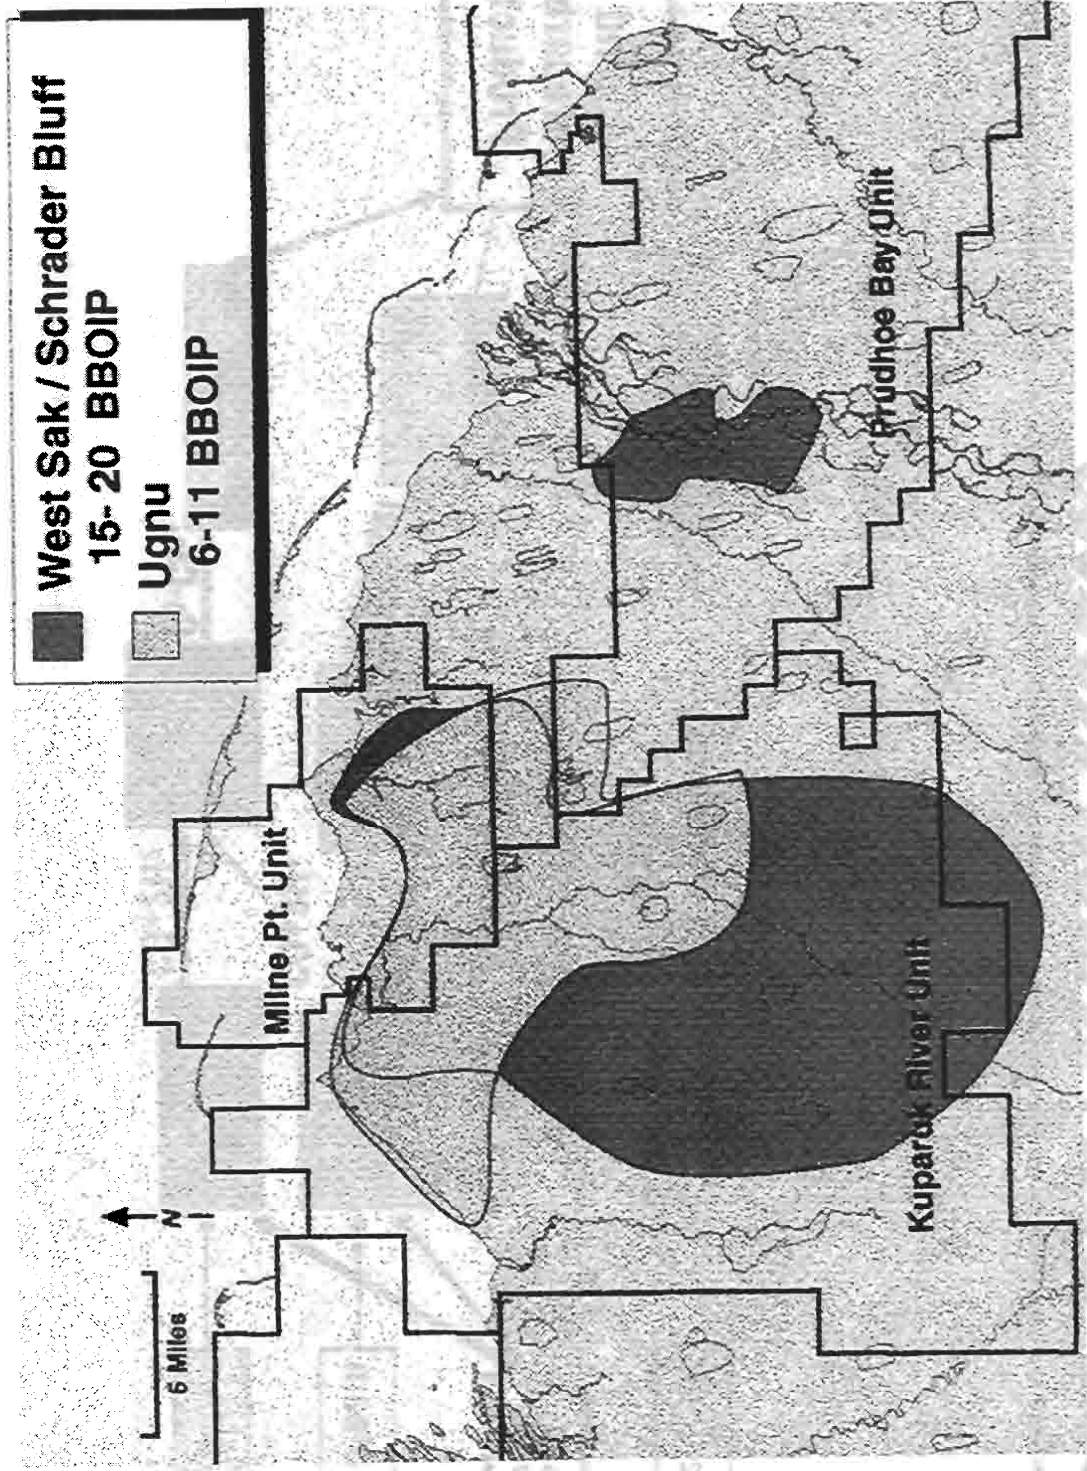 West Sak / Schrader Bluff
15- 20 BBOIP
Ugnu
6-11 BBOIP
6 Miles
N
Milne Pt. Unit
Kuparuk River Unit
Prudhoe Bay Unit